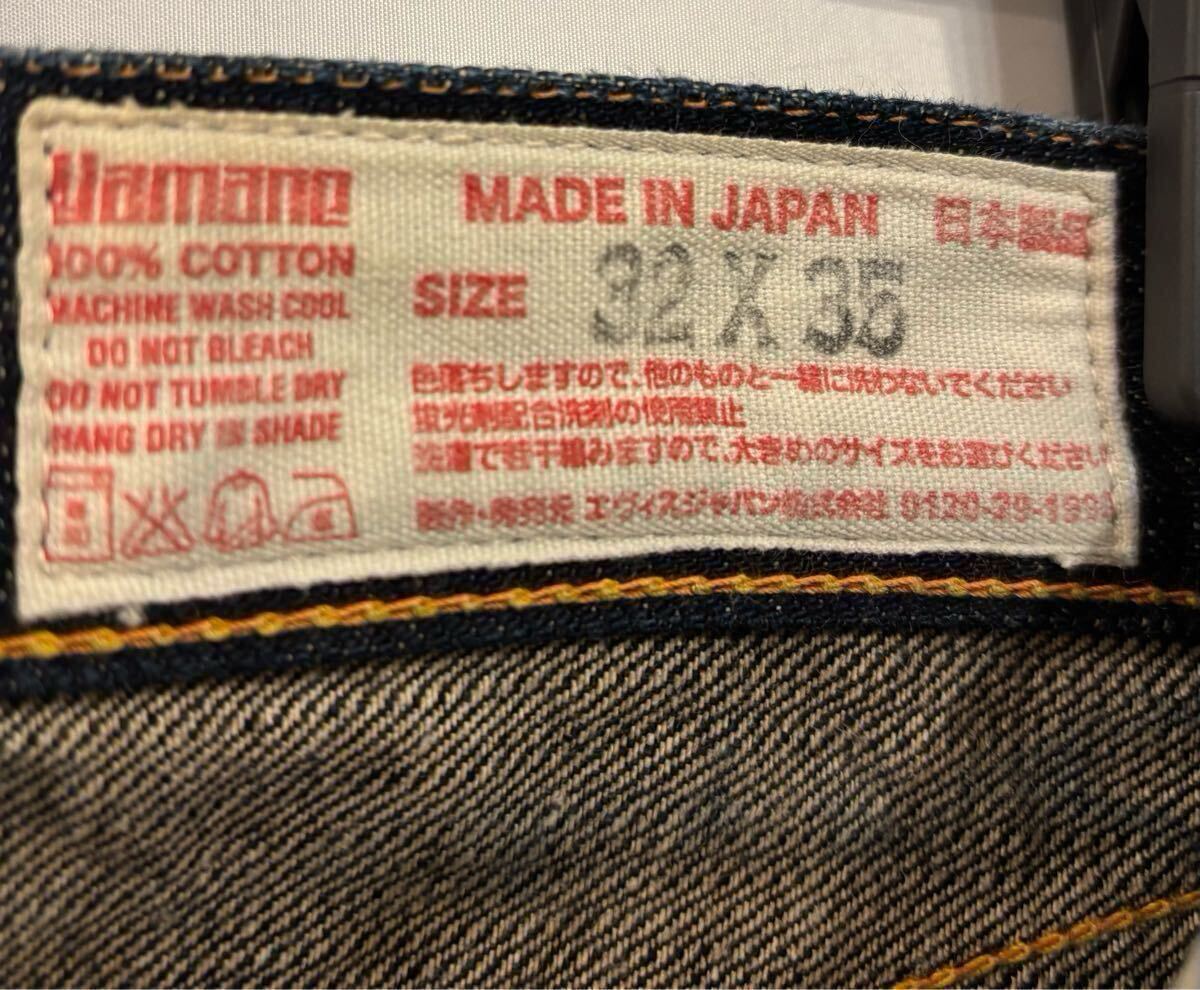 Yamane
100% COTTON
MACHINE WASH COOL
DO NOT BLEACH
DO NOT TUMBLE DRY
HANG DRY IN SHADE
MADE IN JAPAN 日本製品
SIZE 32 X 35
色落ちしますので、他のものと一緒に洗わないでください
蛍光剤配合洗剤の使用禁止
洗濯で若干縮みますので、大きめのサイズをお選びください
エヴィスジャパン株式会社